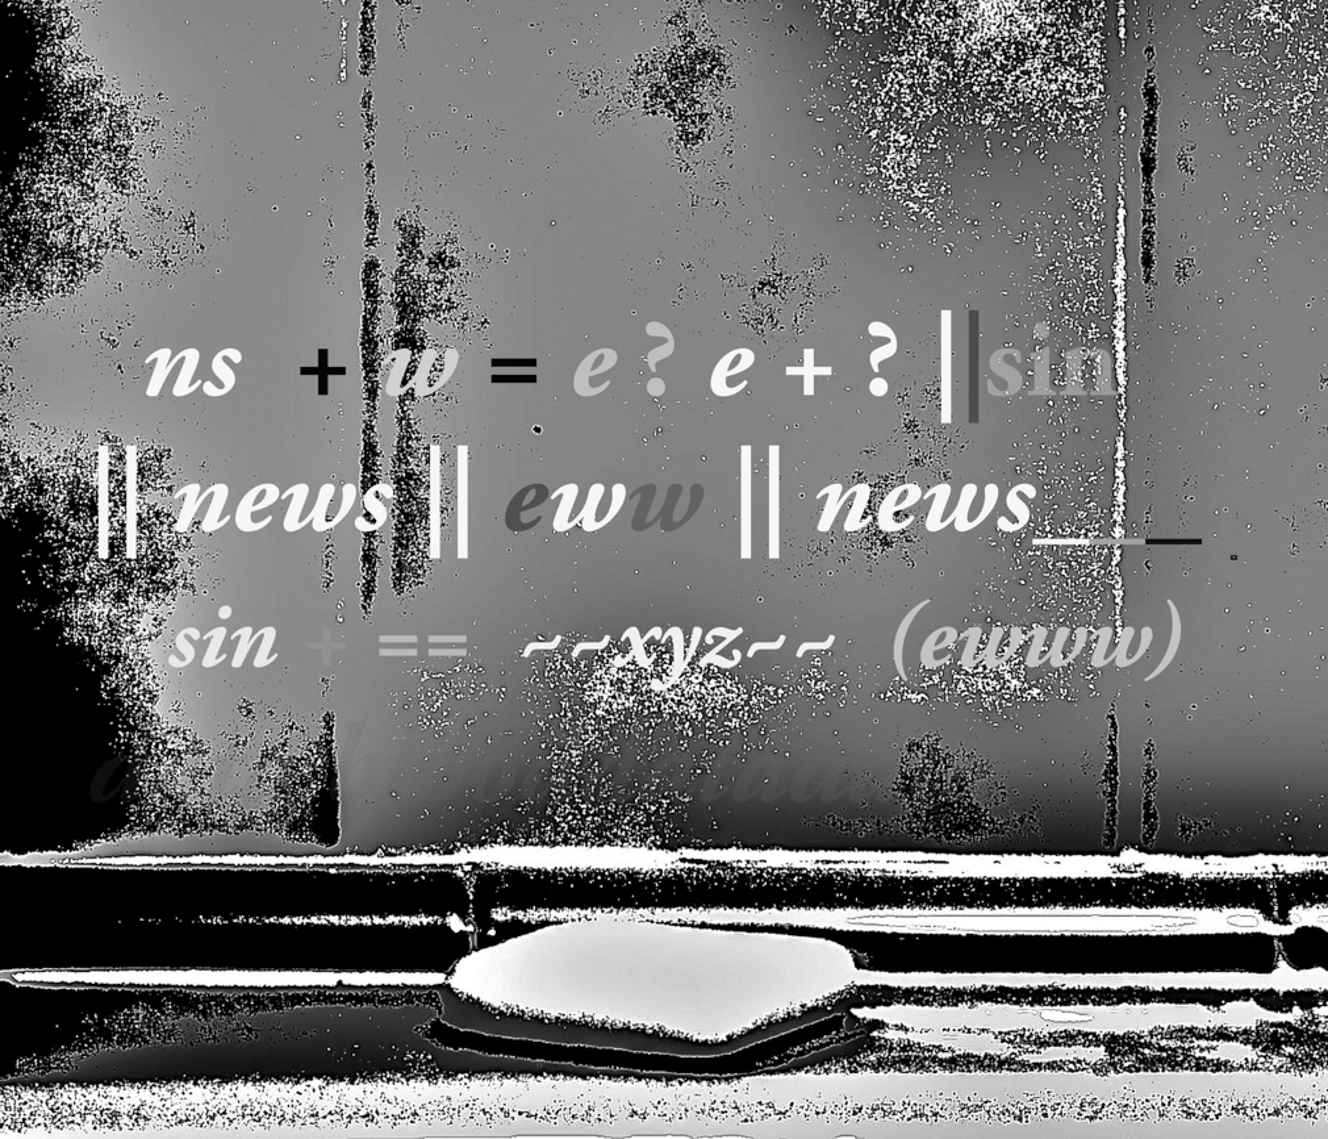 ns + w = e ? e + ? ||sin
|| news || eww || news___ .
sin + == ~~xyz~~ (ewww)